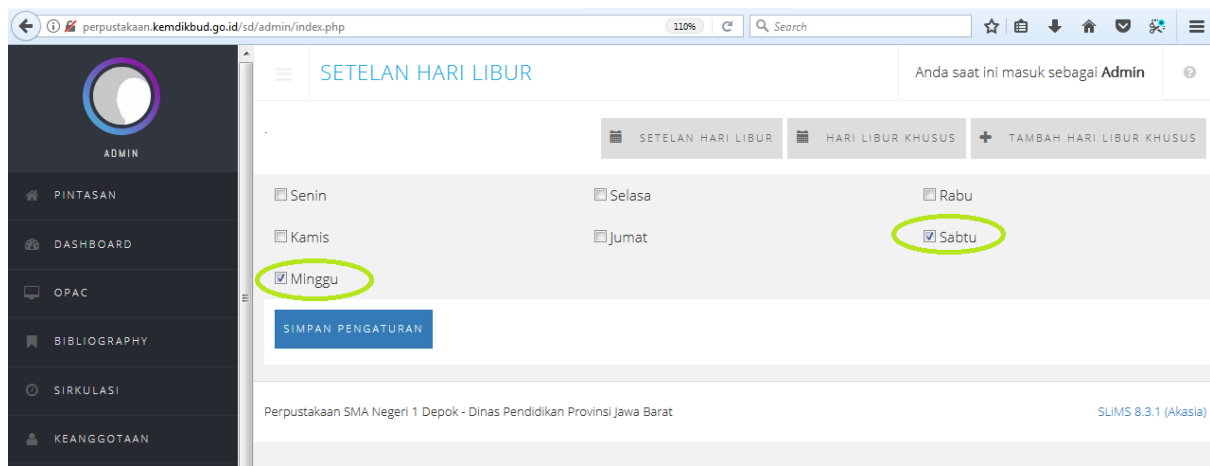 perpustakaan.kemdikbud.go.id/sd/admin/index.php 110% Search
SETELAN HARI LIBUR Anda saat ini masuk sebagai Admin
SETELAN HARI LIBUR HARI LIBUR KHUSUS + TAMBAH HARI LIBUR KHUSUS
ADMIN
PINTASAN
DASHBOARD
OPAC
BIBLIOGRAPHY
SIRKULASI
KEANGGOTAAN
Senin Selasa Rabu
Kamis Jumat Sabtu
Minggu
SIMPAN PENGATURAN
Perpustakaan SMA Negeri 1 Depok - Dinas Pendidikan Provinsi Jawa Barat SLiMS 8.3.1 (Akasia)